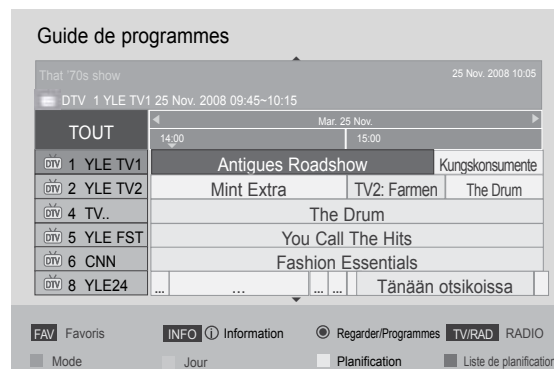 Guide de programmes
That '70s show 25 Nov. 2008 10:05
DTV 1 YLE TV1 25 Nov. 2008 09:45~10:15
TOUT
Mar. 25 Nov.
14:00 15:00
DTV 1 YLE TV1 Antigues Roadshow Kungskonsumente
DTV 2 YLE TV2 Mint Extra TV2: Farmen The Drum
DTV 4 TV.. The Drum
DTV 5 YLE FST You Call The Hits
DTV 6 CNN Fashion Essentials
DTV 8 YLE24 ... ... ... ... Tänään otsikoissa
FAV Favoris INFO ⓘ Information Regarder/Programmes TV/RAD RADIO
Mode Jour Planification Liste de planification